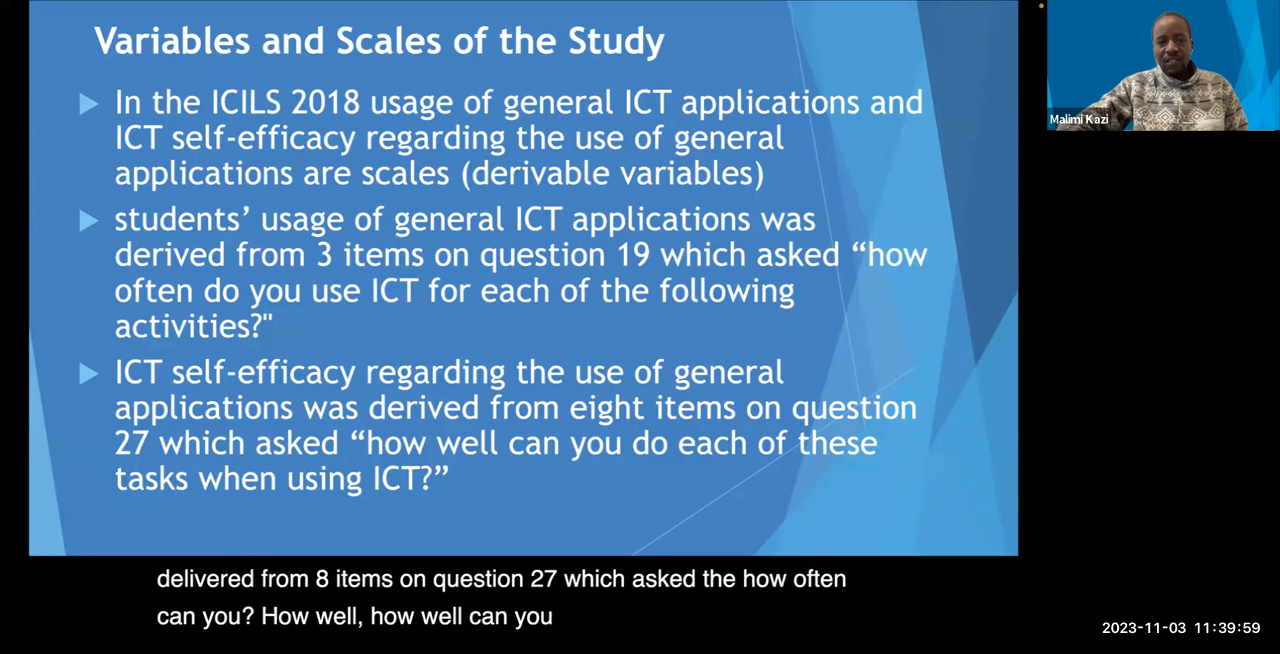 Variables and Scales of the Study
In the ICILS 2018 usage of general ICT applications and
ICT self-efficacy regarding the use of general
applications are scales (derivable variables)
students’ usage of general ICT applications was
derived from 3 items on question 19 which asked “how
often do you use ICT for each of the following
activities?"
ICT self-efficacy regarding the use of general
applications was derived from eight items on question
27 which asked “how well can you do each of these
tasks when using ICT?”
Malimi Kazi
delivered from 8 items on question 27 which asked the how often
can you? How well, how well can you
2023-11-03 11:39:59